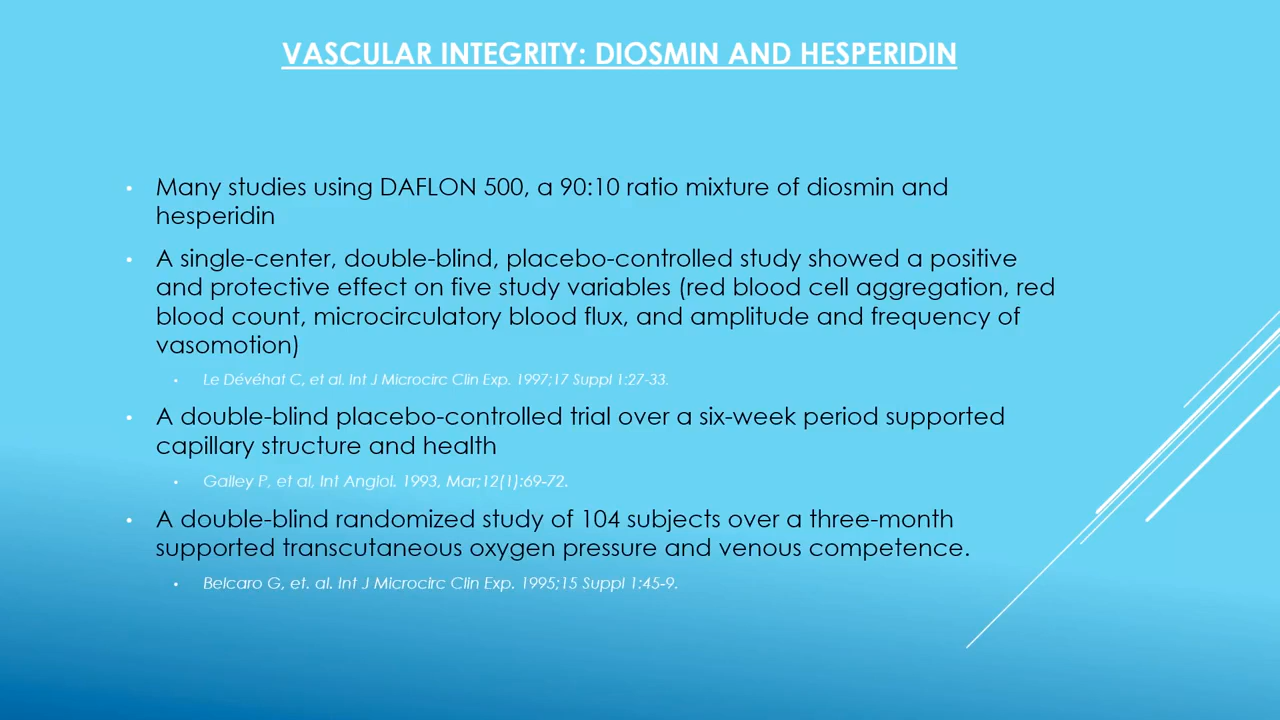 VASCULAR INTEGRITY: DIOSMIN AND HESPERIDIN
• Many studies using DAFLON 500, a 90:10 ratio mixture of diosmin and
hesperidin
• A single-center, double-blind, placebo-controlled study showed a positive
and protective effect on five study variables (red blood cell aggregation, red
blood count, microcirculatory blood flux, and amplitude and frequency of
vasomotion)
• Le Dévéhat C, et al. Int J Microcirc Clin Exp. 1997;17 Suppl 1:27-33.
• A double-blind placebo-controlled trial over a six-week period supported
capillary structure and health
• Galley P, et al, Int Angiol. 1993, Mar;12(1):69-72.
• A double-blind randomized study of 104 subjects over a three-month
supported transcutaneous oxygen pressure and venous competence.
• Belcaro G, et. al. Int J Microcirc Clin Exp. 1995;15 Suppl 1:45-9.